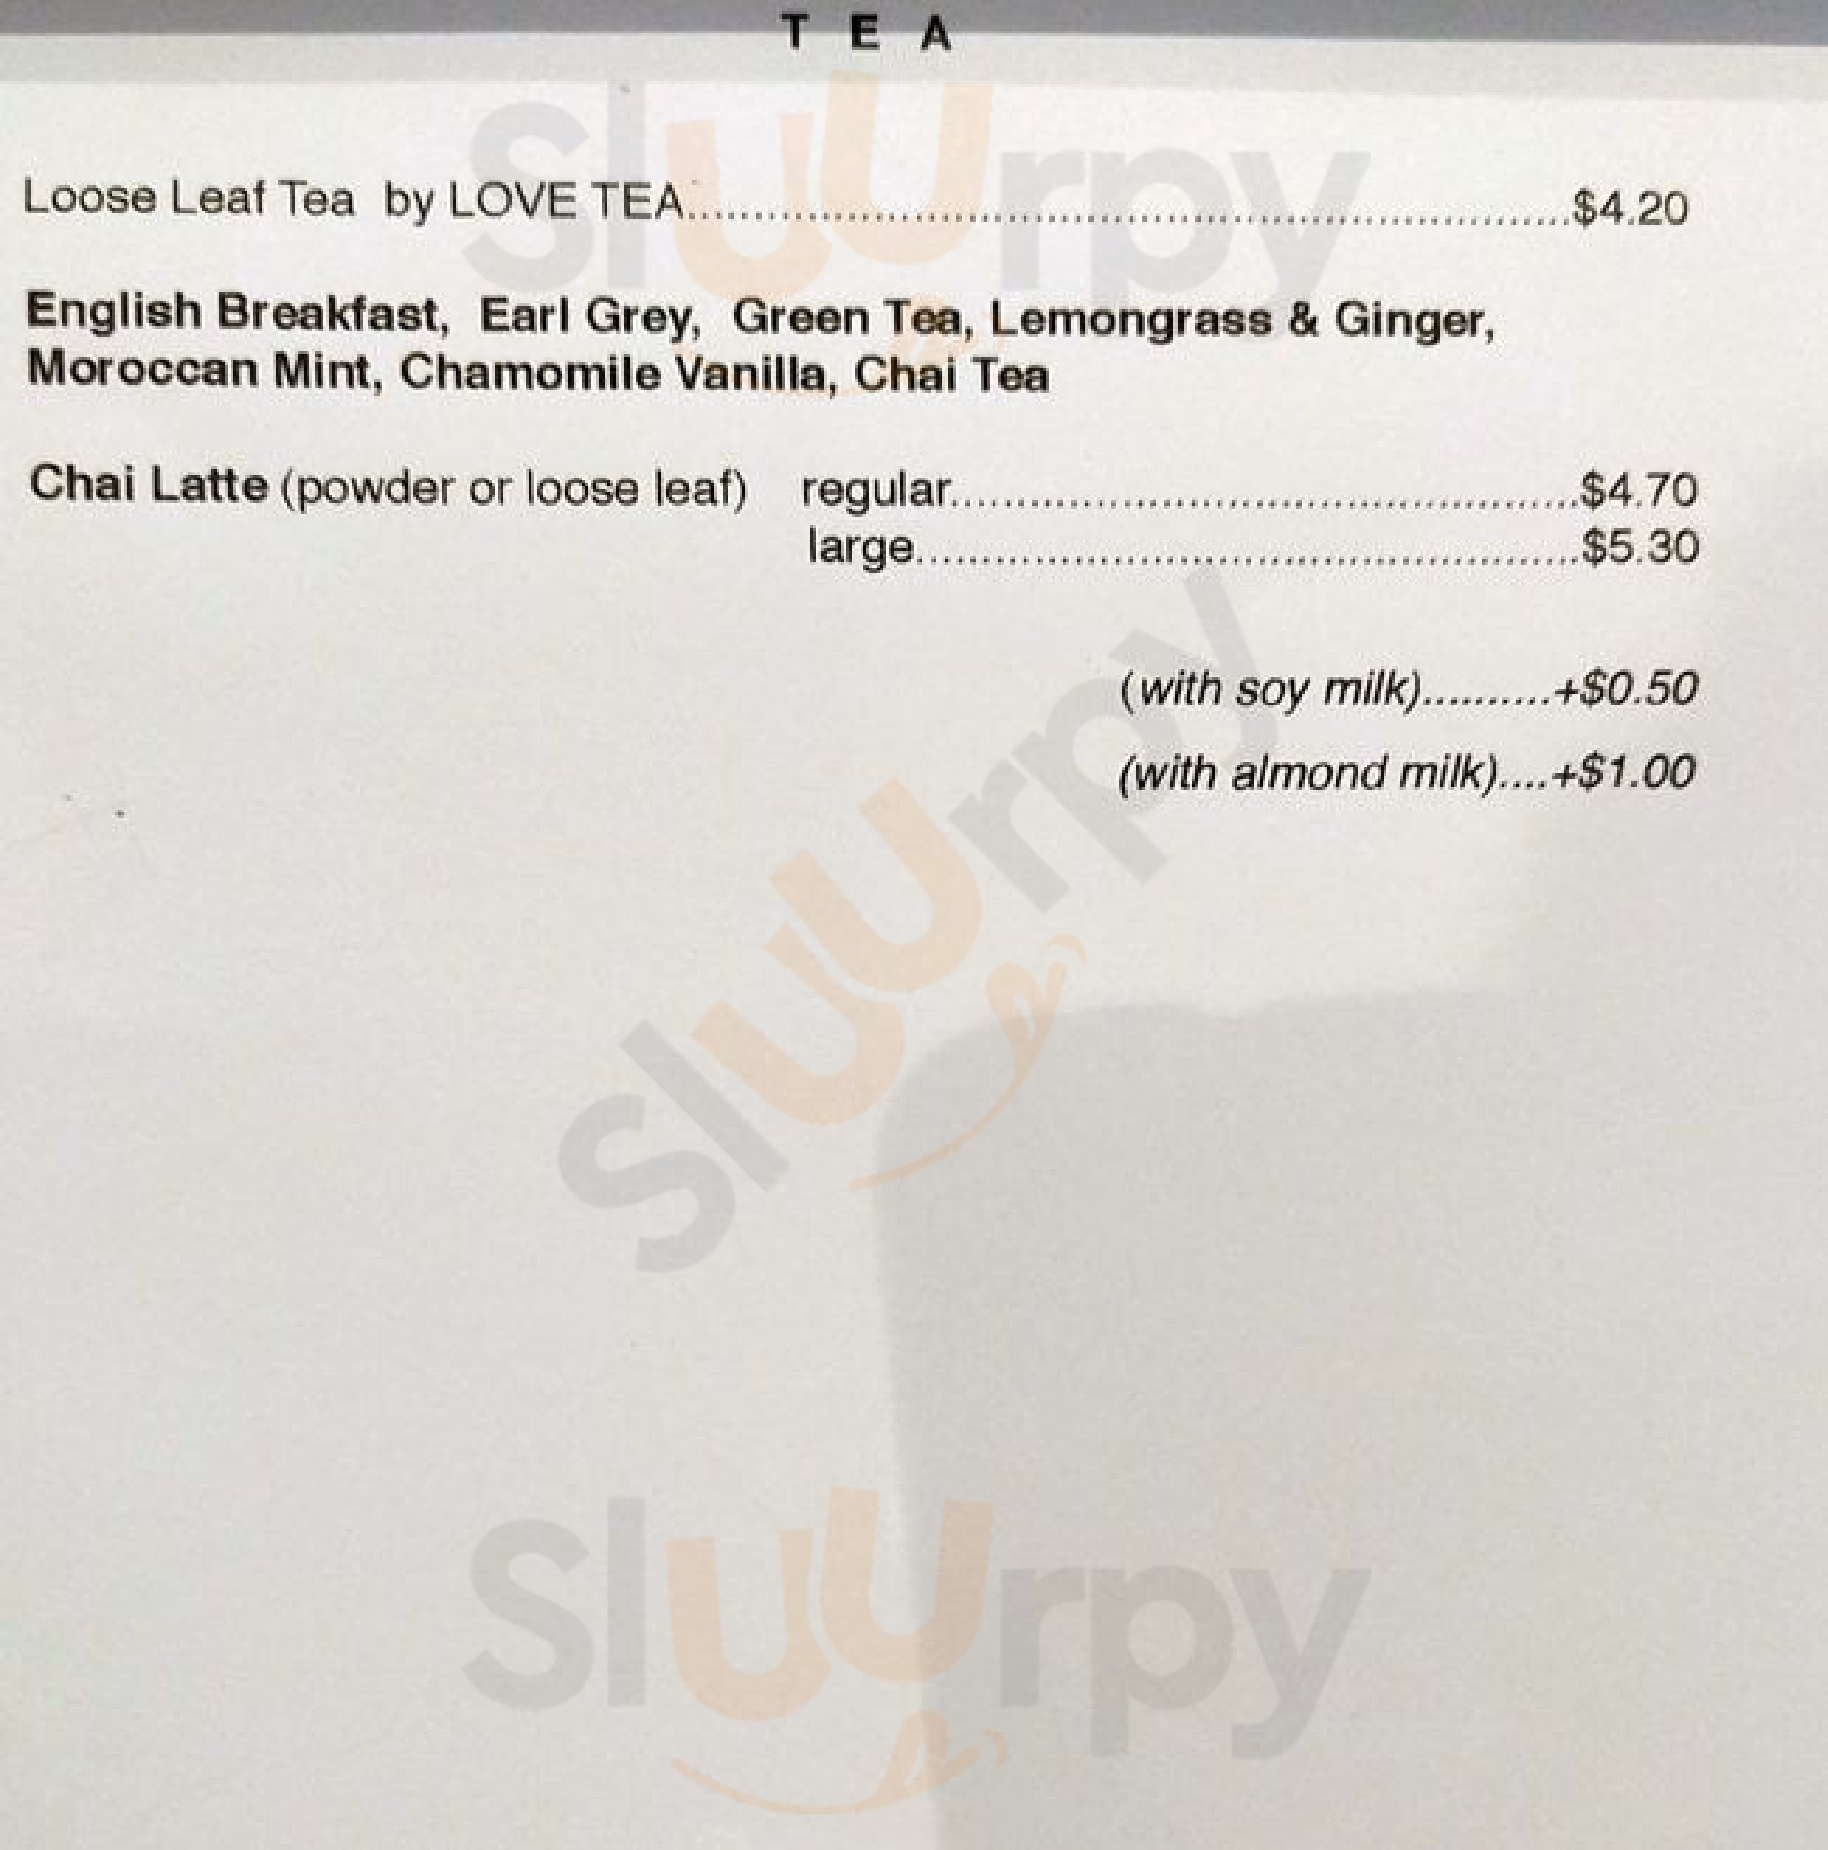 T E A
Sluurpy
Loose Leaf Tea by LOVE TEA..................................................................$4.20
English Breakfast, Earl Grey, Green Tea, Lemongrass & Ginger,
Moroccan Mint, Chamomile Vanilla, Chai Tea
Chai Latte (powder or loose leaf) regular...............................................$4.70
large..................................................$5.30
(with soy milk)..........+$0.50
(with almond milk)....+$1.00
Sluurpy
Sluurpy